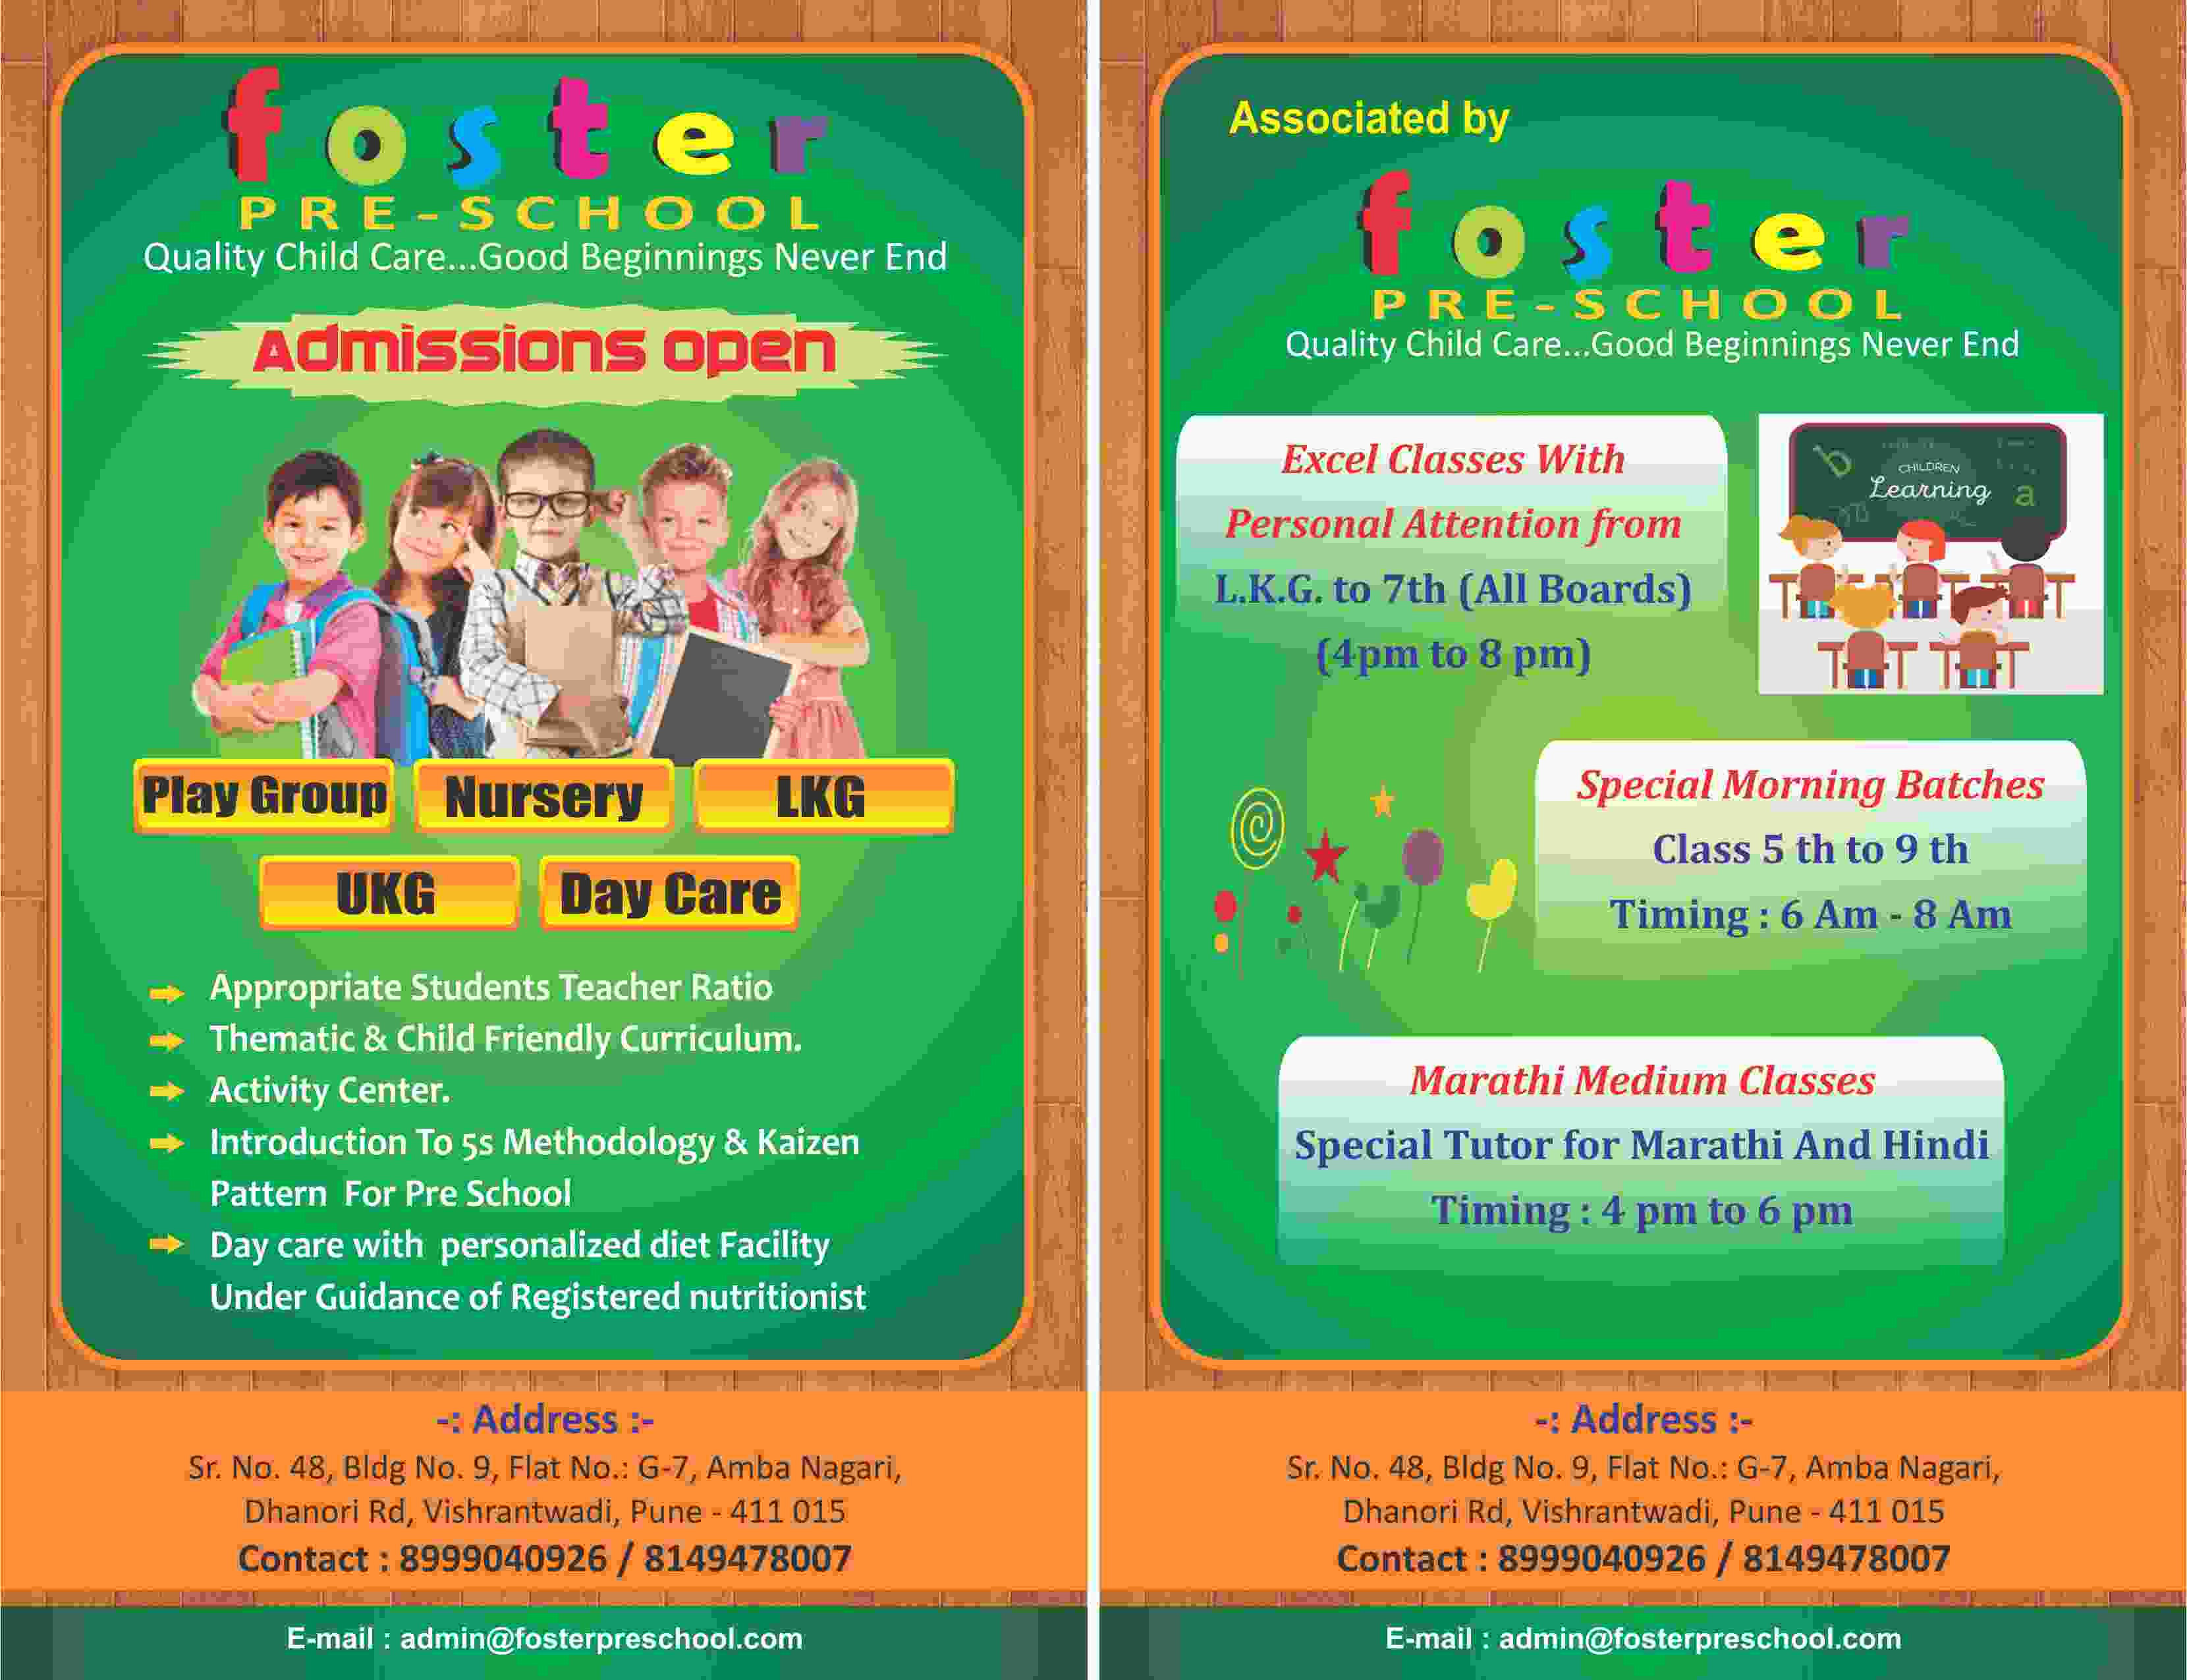 foster
PRE-SCHOOL
Quality Child Care...Good Beginnings Never End
Admissions open
Play Group
Nursery
LKG
UKG
Day Care
Appropriate Students Teacher Ratio
Thematic & Child Friendly Curriculum.
Activity Center.
Introduction To 5s Methodology & Kaizen
Pattern For Pre School
Day care with personalized diet Facility
Under Guidance of Registered nutritionist
-: Address :-
Sr. No. 48, Bldg No. 9, Flat No.: G-7, Amba Nagari,
Dhanori Rd, Vishrantwadi, Pune - 411 015
Contact : 8999040926 / 8149478007
E-mail : admin@fosterpreschool.com
Associated by
foster
PRE-SCHOOL
Quality Child Care...Good Beginnings Never End
Excel Classes With
Personal Attention from
L.K.G. to 7th (All Boards)
(4pm to 8 pm)
b
CHILDREN
Learning
a
Special Morning Batches
Class 5 th to 9 th
Timing : 6 Am - 8 Am
Marathi Medium Classes
Special Tutor for Marathi And Hindi
Timing : 4 pm to 6 pm
-: Address :-
Sr. No. 48, Bldg No. 9, Flat No.: G-7, Amba Nagari,
Dhanori Rd, Vishrantwadi, Pune - 411 015
Contact : 8999040926 / 8149478007
E-mail : admin@fosterpreschool.com